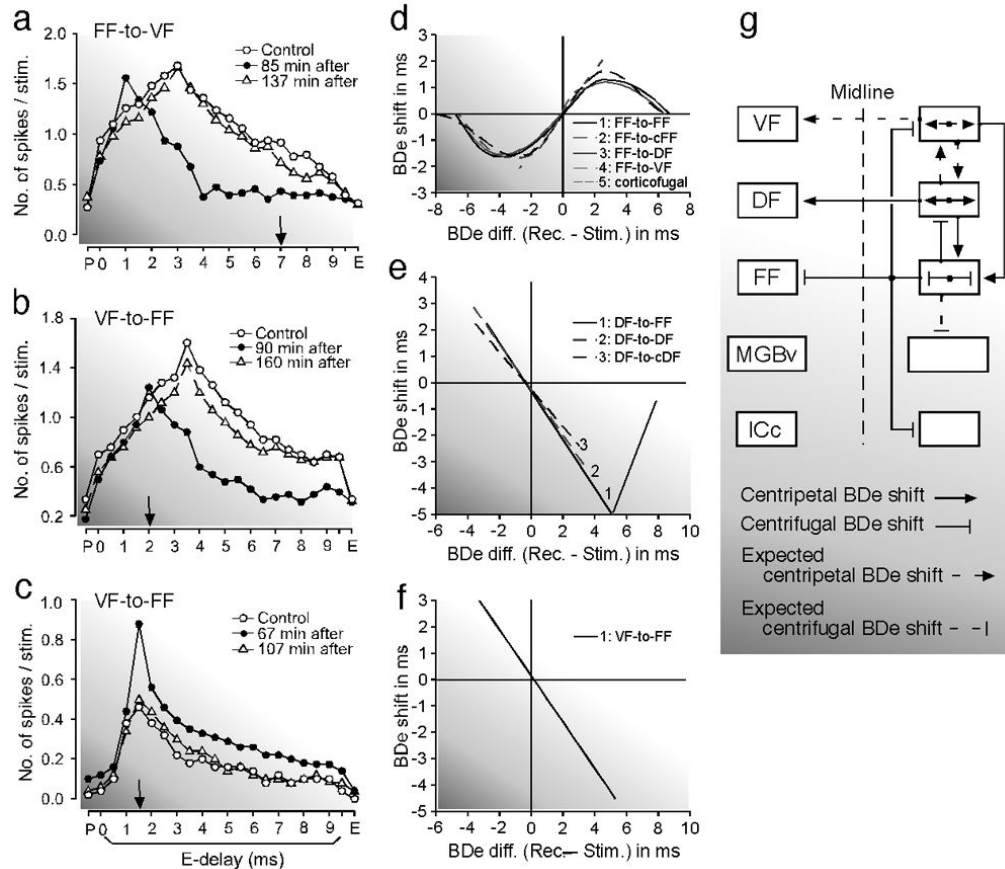 a
FF-to-VF
Control
85 min after
137 min after
No. of spikes / stim.
2.0
1.5
1.0
0.5
0.0
P 0 1 2 3 4 5 6 7 8 9 E
b
VF-to-FF
Control
90 min after
160 min after
No. of spikes / stim.
1.8
1.4
1.0
0.6
0.2
P 0 1 2 3 4 5 6 7 8 9 E
c
VF-to-FF
Control
67 min after
107 min after
No. of spikes / stim.
1.0
0.8
0.6
0.4
0.2
0.0
P 0 1 2 3 4 5 6 7 8 9 E
E-delay (ms)
d
BDe shift in ms
3
2
1
0
-1
-2
-3
1: FF-to-FF
2: FF-to-cFF
3: FF-to-DF
4: FF-to-VF
5: corticofugal
-8 -6 -4 -2 0 2 4 6 8
BDe diff. (Rec. - Stim.) in ms
e
BDe shift in ms
4
3
2
1
0
-1
-2
-3
-4
-5
1: DF-to-FF
2: DF-to-DF
3: DF-to-cDF
3
2
1
-6 -4 -2 0 2 4 6 8 10
BDe diff. (Rec. - Stim.) in ms
f
BDe shift in ms
3
2
1
0
-1
-2
-3
-4
-5
1: VF-to-FF
-6 -4 -2 0 2 4 6 8 10
BDe diff. (Rec.— Stim.) in ms
g
Midline
VF
DF
FF
MGBv
ICc
Centripetal BDe shift
Centrifugal BDe shift
Expected
centripetal BDe shift
Expected
centrifugal BDe shift